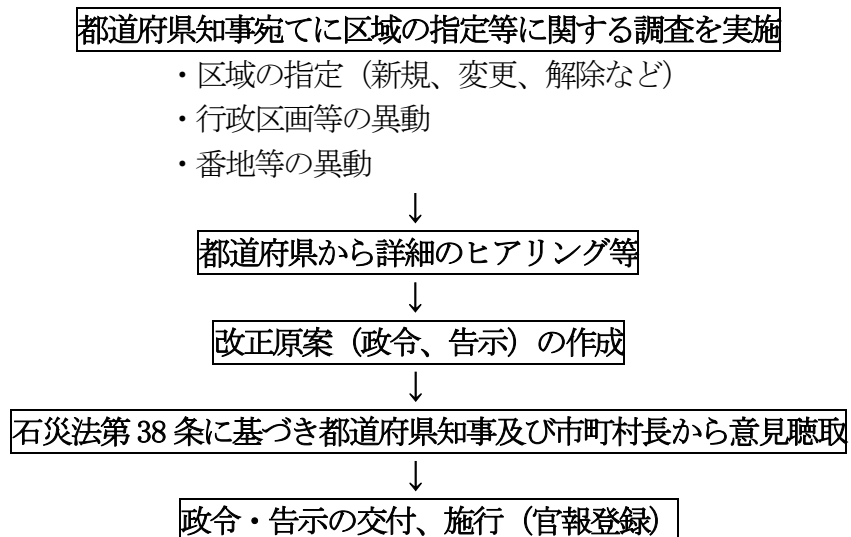 都道府県知事宛てに区域の指定等に関する調査を実施
・区域の指定（新規、変更、解除など）
・行政区画等の異動
・番地等の異動
↓
都道府県から詳細のヒアリング等
↓
改正原案（政令、告示）の作成
↓
石災法第 38 条に基づき都道府県知事及び市町村長から意見聴取
↓
政令・告示の交付、施行（官報登録）